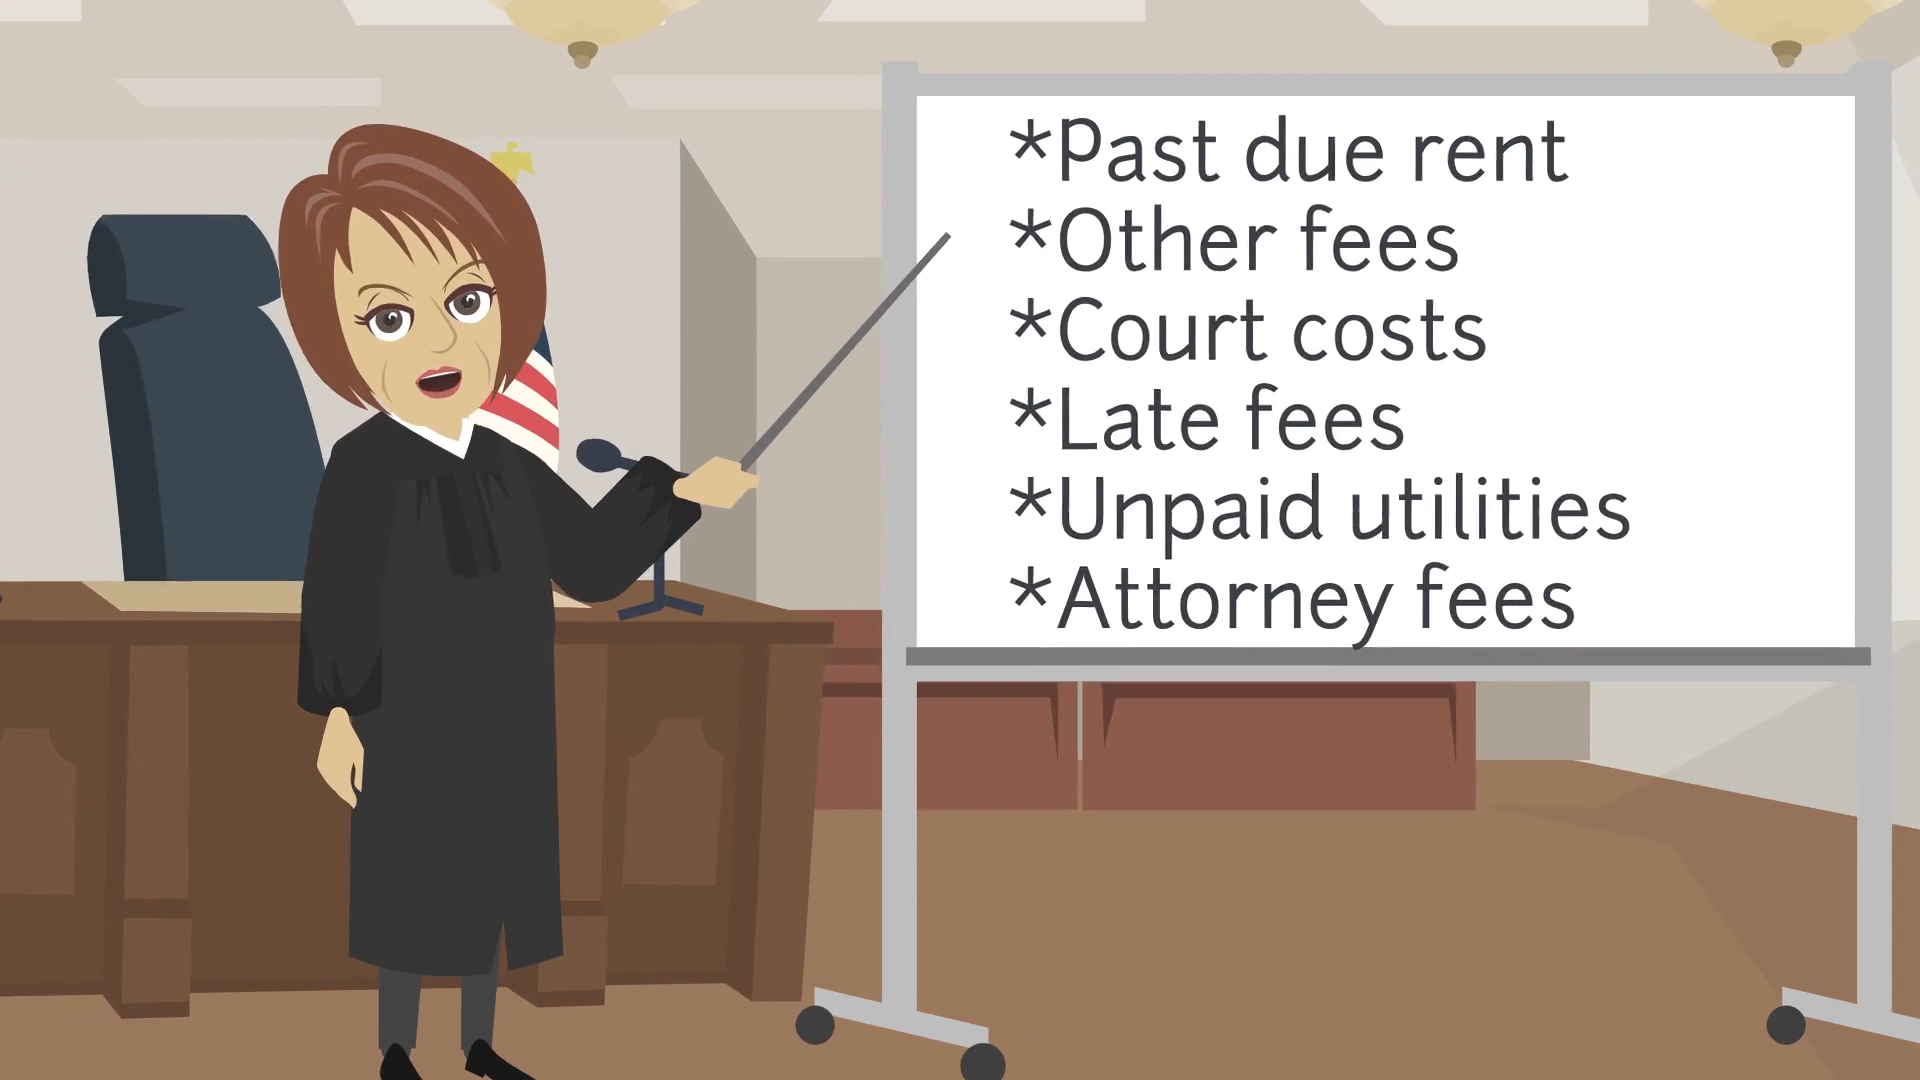 *Past due rent
*Other fees
*Court costs
*Late fees
*Unpaid utilities
*Attorney fees